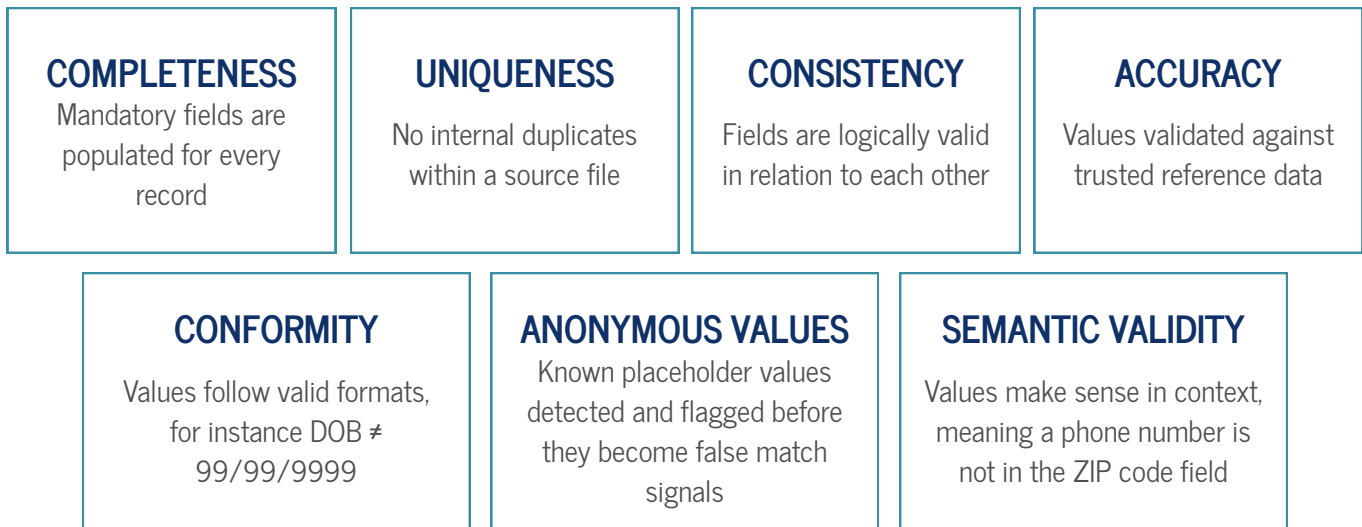 COMPLETENESS
Mandatory fields are
populated for every
record
UNIQUENESS
No internal duplicates
within a source file
CONSISTENCY
Fields are logically valid
in relation to each other
ACCURACY
Values validated against
trusted reference data
CONFORMITY
Values follow valid formats,
for instance DOB ≠
99/99/9999
ANONYMOUS VALUES
Known placeholder values
detected and flagged before
they become false match
signals
SEMANTIC VALIDITY
Values make sense in context,
meaning a phone number is
not in the ZIP code field